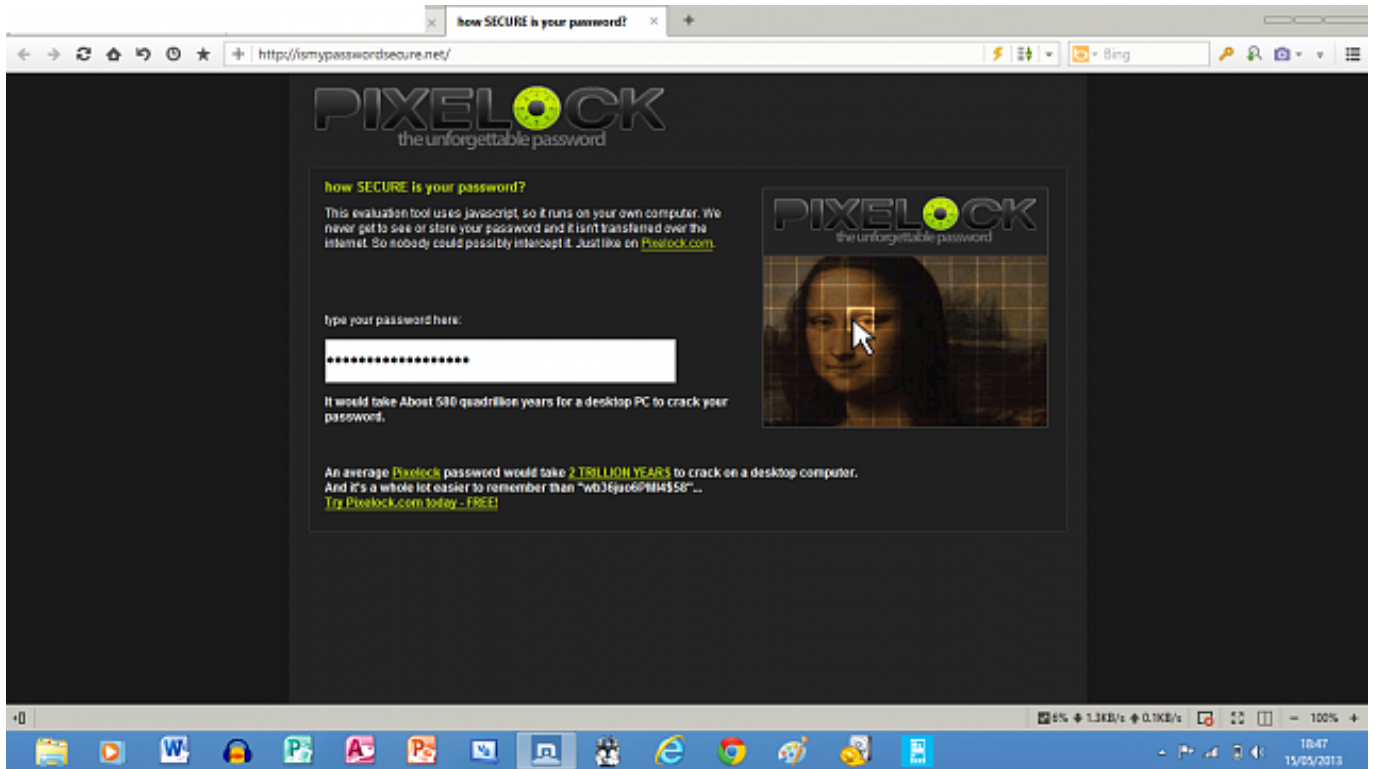 how SECURE is your password?
http://ismypasswordsecure.net/
Bing
PIXELOCK
the unforgettable password
how SECURE is your password?
This evaluation tool uses javascript, so it runs on your own computer. We
never get to see or store your password and it isn't transferred over the
internet. So nobody could possibly intercept it. Just like on Pixelock.com.
PIXELOCK
the unforgettable password
type your password here:
It would take About 580 quadrillion years for a desktop PC to crack your
password.
An average Pixelock password would take 2 TRILLION YEARS to crack on a desktop computer.
And it's a whole lot easier to remember than
Try Pixelock.com today - FREE!
6% 1.3KB/s 0.1KB/s 100%
18:47
15/05/2013